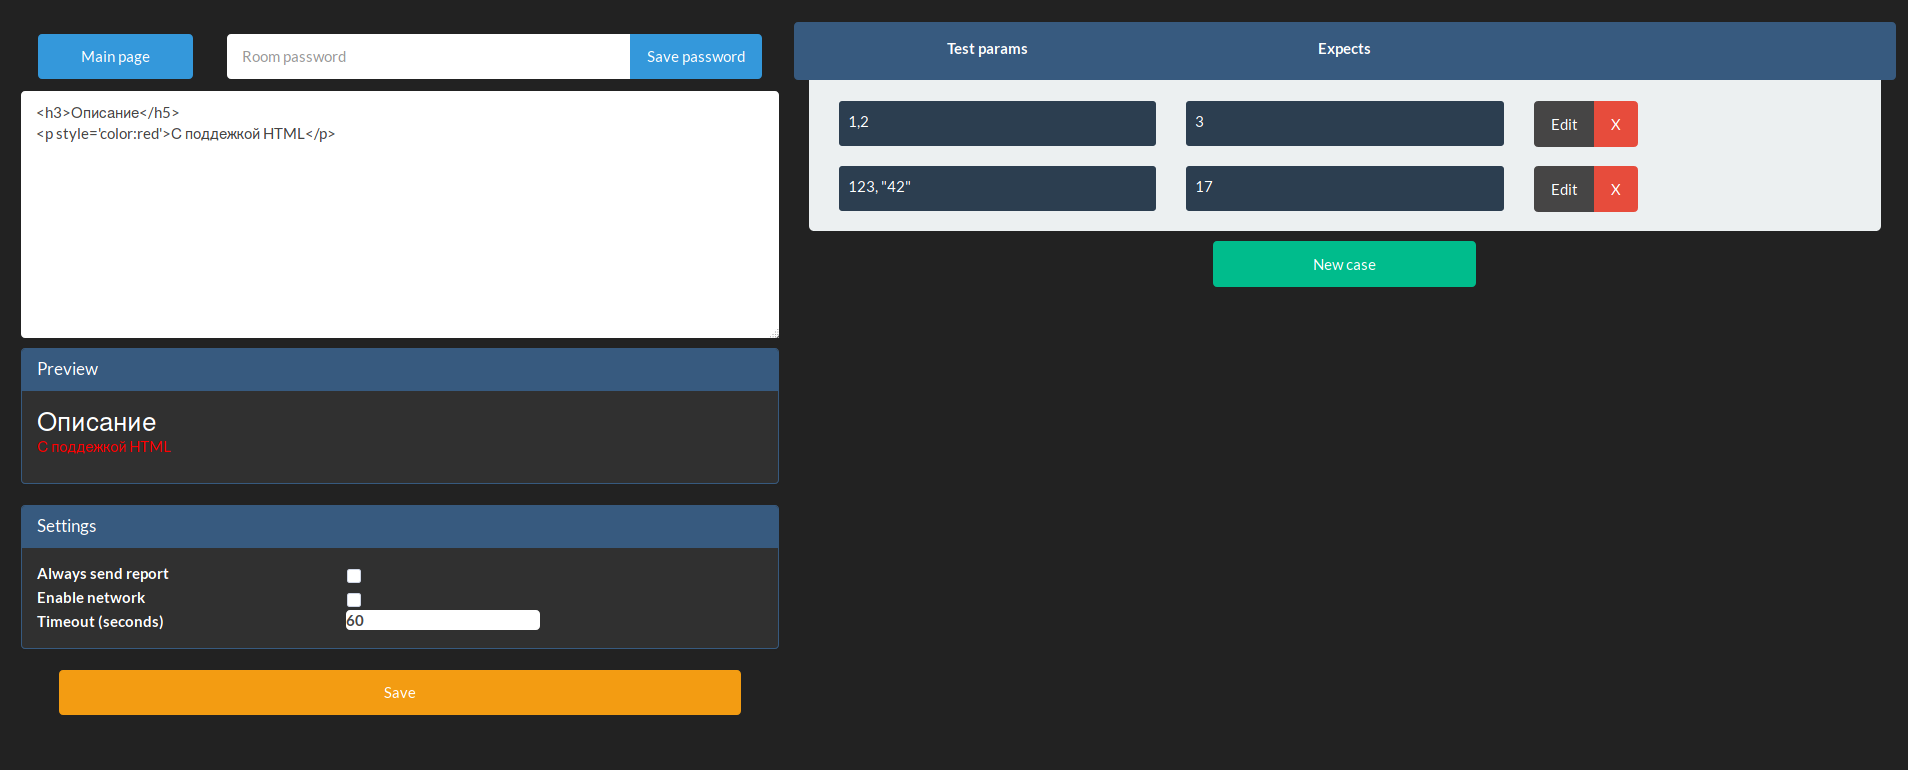 Main page
Room password
Save password
<h3>Описание</h5>
<p style='color:red'>С поддежкой HTML</p>
Preview
Описание
С поддежкой HTML
Settings
Always send report
Enable network
Timeout (seconds)
60
Save
Test params
Expects
1,2
3
Edit
X
123, "42"
17
Edit
X
New case